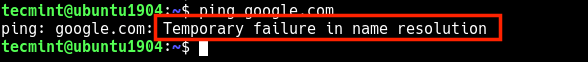 tecmint@ubuntu1904:~$ ping google.com
ping: google.com: Temporary failure in name resolution
tecmint@ubuntu1904:~$